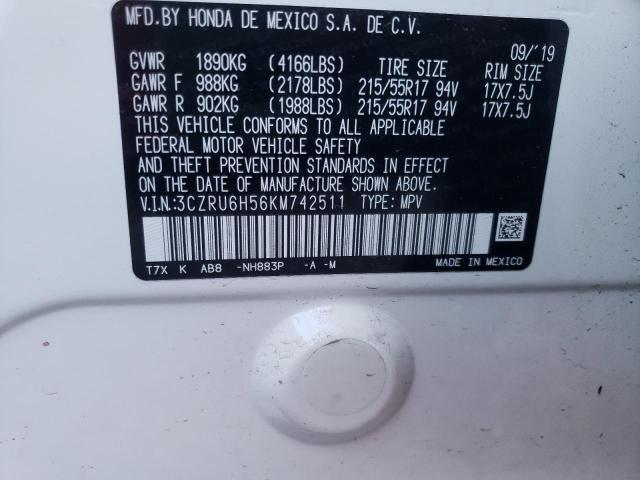 MFD.BY HONDA DE MEXICO S.A. DE C.V.
09/'19
GVWR 1890KG (4166LBS) TIRE SIZE RIM SIZE
GAWR F 988KG (2178LBS) 215/55R17 94V 17X7.5J
GAWR R 902KG (1988LBS) 215/55R17 94V 17X7.5J
THIS VEHICLE CONFORMS TO ALL APPLICABLE
FEDERAL MOTOR VEHICLE SAFETY
AND THEFT PREVENTION STANDARDS IN EFFECT
ON THE DATE OF MANUFACTURE SHOWN ABOVE.
V.I.N.:3CZRU6H56KM742511 TYPE: MPV
T7X K AB8 -NH883P -A -M
MADE IN MEXICO